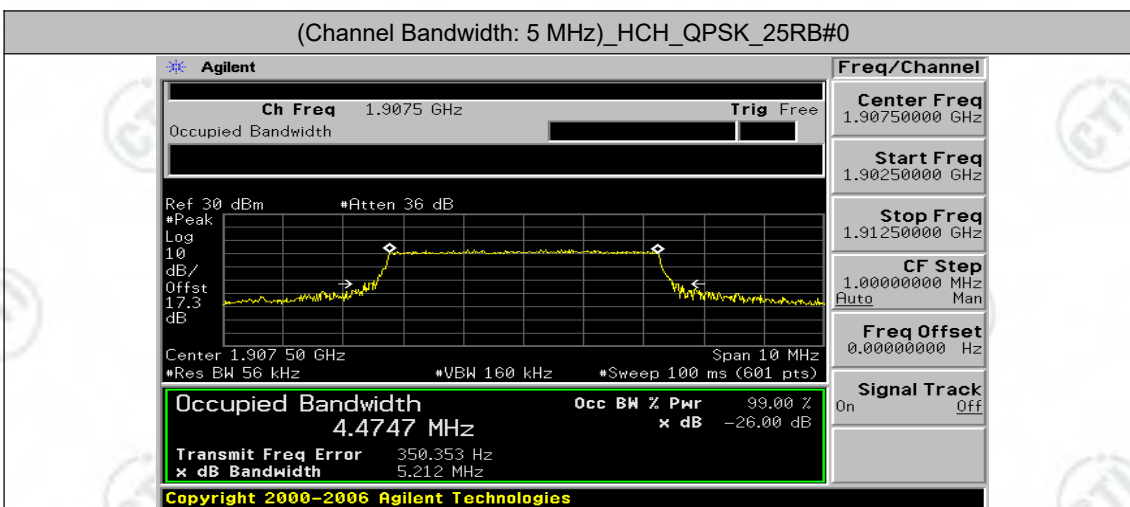 (Channel Bandwidth: 5 MHz)_HCH_QPSK_25RB#0
Agilent
Freq/Channel
Ch Freq 1.9075 GHz Trig Free
Occupied Bandwidth
Center Freq
1.90750000 GHz
Start Freq
1.90250000 GHz
Stop Freq
1.91250000 GHz
CF Step
1.00000000 MHz
Auto Man
Freq Offset
0.00000000 Hz
Signal Track
On Off
Ref 30 dBm #Atten 36 dB
#Peak
Log
10
dB/
Offst
17.3
dB
Center 1.907 50 GHz Span 10 MHz
#Res BW 56 kHz #VBW 160 kHz #Sweep 100 ms (601 pts)
Occupied Bandwidth Occ BW % Pwr 99.00 %
4.4747 MHz x dB -26.00 dB
Transmit Freq Error 350.353 Hz
x dB Bandwidth 5.212 MHz
Copyright 2000-2006 Agilent Technologies
CTI
CTI
CTI